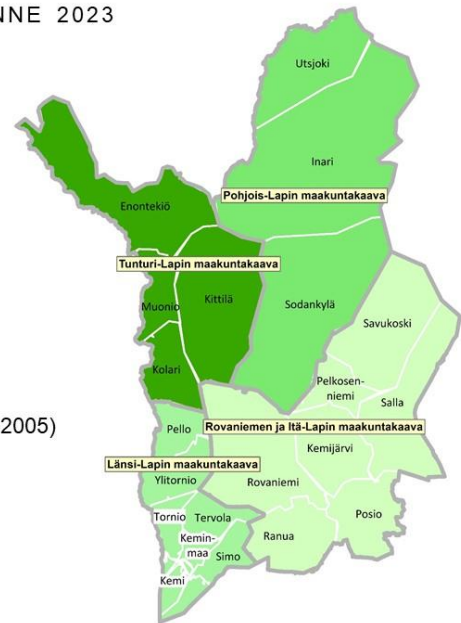 NNE 2023
Utsjoki
Inari
Pohjois-Lapin maakuntakaava
Enontekiö
Tunturi-Lapin maakuntakaava
Kittilä
Muonio
Sodankylä
Savukoski
Kolari
Pelkosen-
niemi
Salla
2005)
Pello
Rovaniemen ja Itä-Lapin maakuntakaava
Kemijärvi
Länsi-Lapin maakuntakaava
Ylitornio
Rovaniemi
Tornio
Tervola
Posio
Kemin-
maa
Ranua
Simo
Kemi